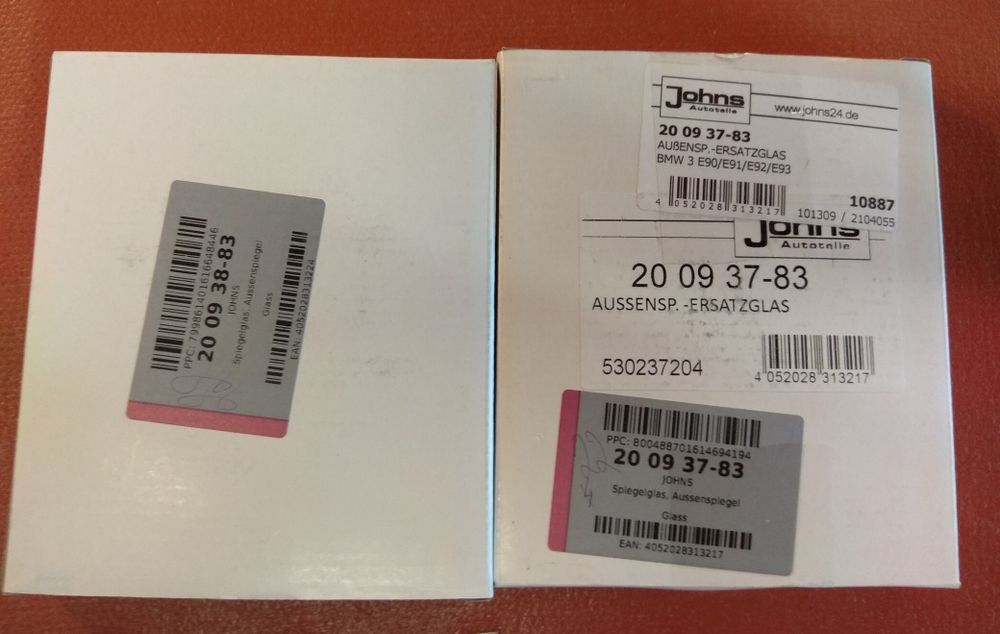 PPC: 799861401616648446
20 09 38-83
JOHNS
Spiegelglas, Aussenspiegel
Glass
EAN: 4052028313224
Johns
Autoteile
www.johns24.de
20 09 37-83
AUßENSP.-ERSATZGLAS
BMW 3 E90/E91/E92/E93
4 052028 313217
10887
101309 / 2104055
Johns
Autoteile
20 09 37-83
AUSSENSP.-ERSATZGLAS
530237204
4 052028 313217
PPC: 800488701614694194
20 09 37-83
JOHNS
Spiegelglas, Aussenspiegel
Glass
EAN: 4052028313217